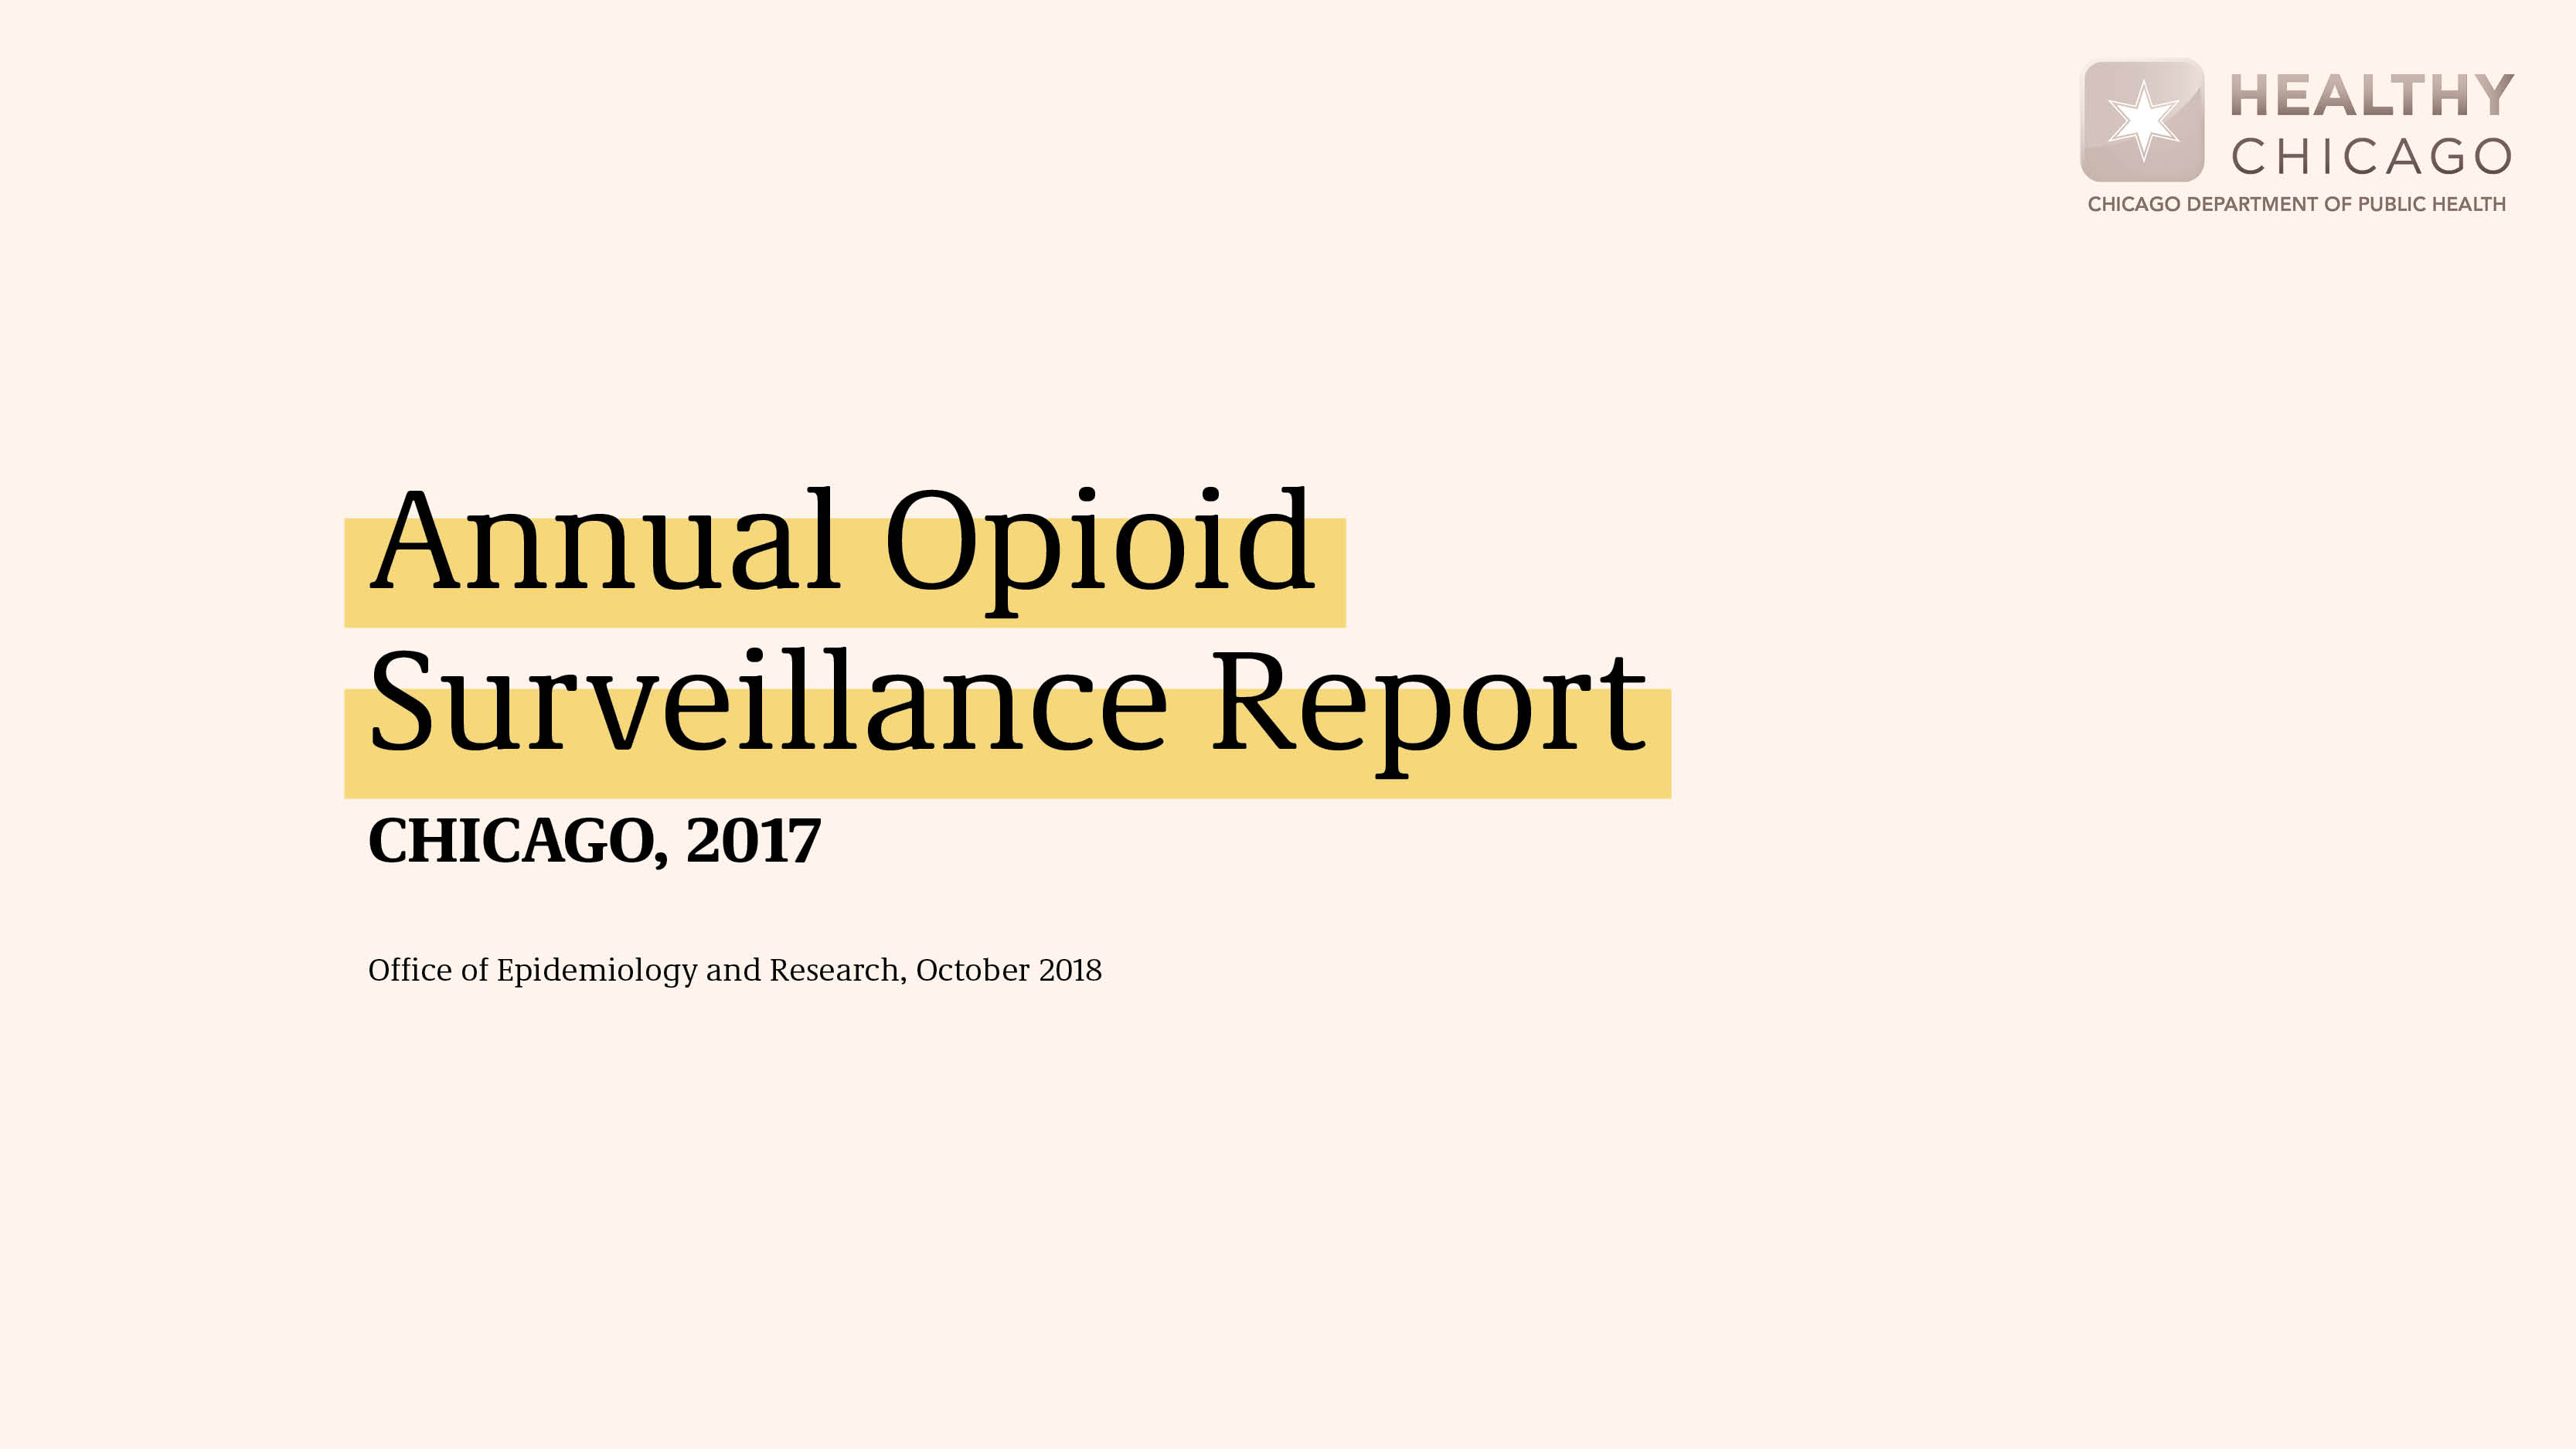 HEALTHY
CHICAGO
CHICAGO DEPARTMENT OF PUBLIC HEALTH
Annual Opioid
Surveillance Report
CHICAGO, 2017
Office of Epidemiology and Research, October 2018